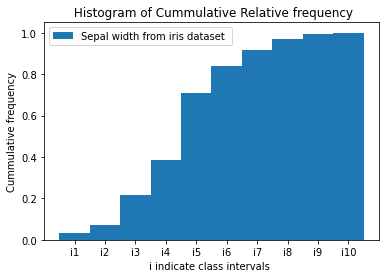 Histogram of Cummulative Relative frequency
Sepal width from iris dataset
Cummulative frequency
1.0
0.8
0.6
0.4
0.2
0.0
i1 i2 i3 i4 i5 i6 i7 i8 i9 i10
i indicate class intervals